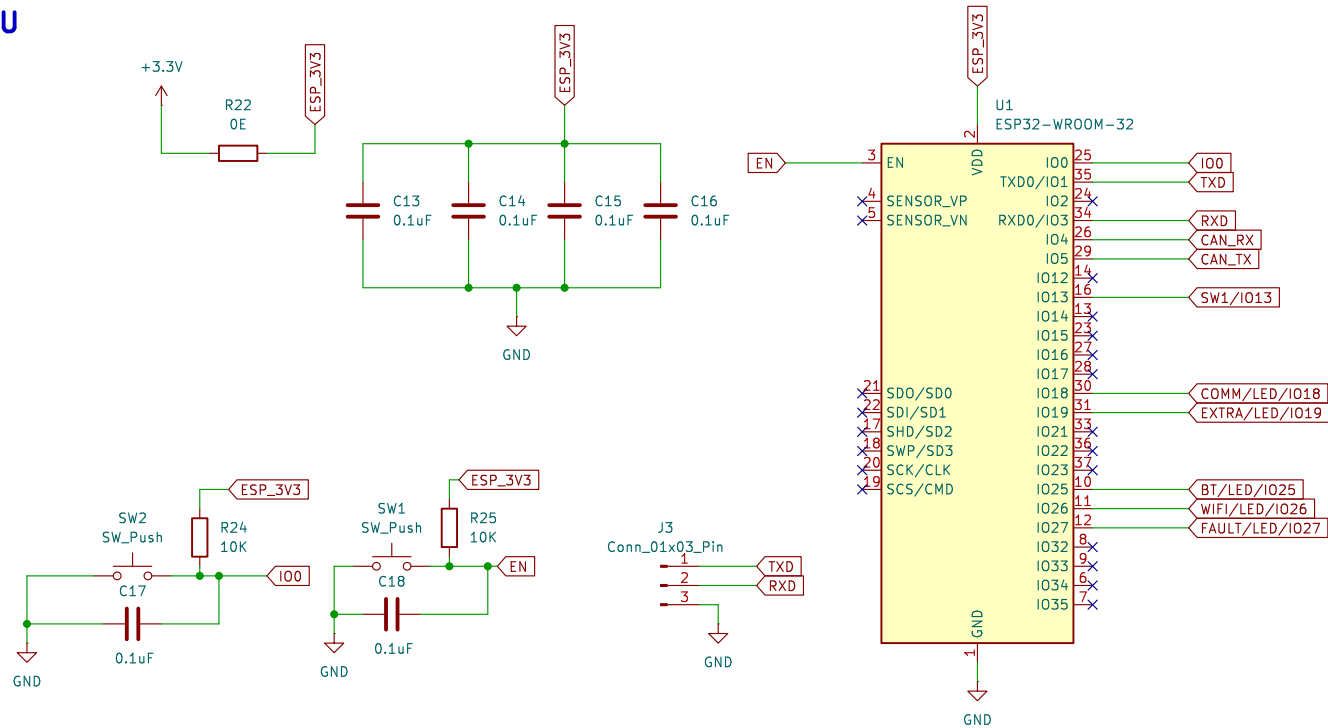 U
+3.3V
R22
0E
ESP_3V3
ESP_3V3
C13
0.1uF
C14
0.1uF
C15
0.1uF
C16
0.1uF
GND
ESP_3V3
U1
ESP32-WROOM-32
2
VDD
EN
3
EN
4
SENSOR_VP
5
SENSOR_VN
21
SDO/SD0
22
SDI/SD1
17
SHD/SD2
18
SWP/SD3
20
SCK/CLK
19
SCS/CMD
IO0
25
IO0
TXD0/IO1
35
TXD
IO2
24
RXD0/IO3
34
RXD
IO4
26
CAN_RX
IO5
29
CAN_TX
IO12
14
IO13
16
SW1/IO13
IO14
13
IO15
23
IO16
27
IO17
28
IO18
30
COMM/LED/IO18
IO19
31
EXTRA/LED/IO19
IO21
33
IO22
36
IO23
37
IO25
10
BT/LED/IO25
IO26
11
WIFI/LED/IO26
IO27
12
FAULT/LED/IO27
IO32
8
IO33
9
IO34
6
IO35
7
GND
1
GND
ESP_3V3
SW2
SW_Push
R24
10K
IO0
C17
0.1uF
GND
ESP_3V3
SW1
SW_Push
R25
10K
EN
C18
0.1uF
GND
J3
Conn_01x03_Pin
1
TXD
2
RXD
3
GND